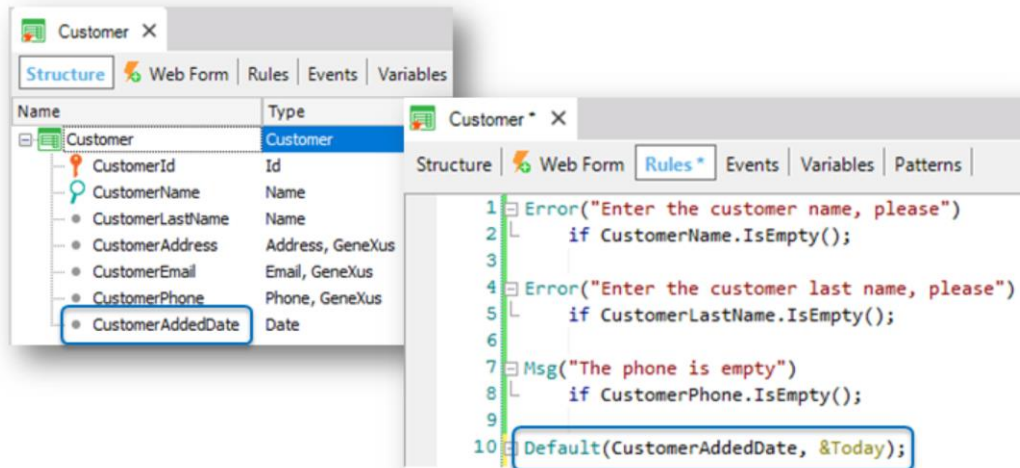 Customer
Structure Web Form Rules Events Variables
Name Type
Customer Customer
CustomerId Id
CustomerName Name
CustomerLastName Name
CustomerAddress Address, GeneXus
CustomerEmail Email, GeneXus
CustomerPhone Phone, GeneXus
CustomerAddedDate Date
Customer *
Structure Web Form Rules * Events Variables Patterns
1 Error("Enter the customer name, please")
2 if CustomerName.IsEmpty();
3
4 Error("Enter the customer last name, please")
5 if CustomerLastName.IsEmpty();
6
7 Msg("The phone is empty")
8 if CustomerPhone.IsEmpty();
9
10 Default(CustomerAddedDate, &Today);